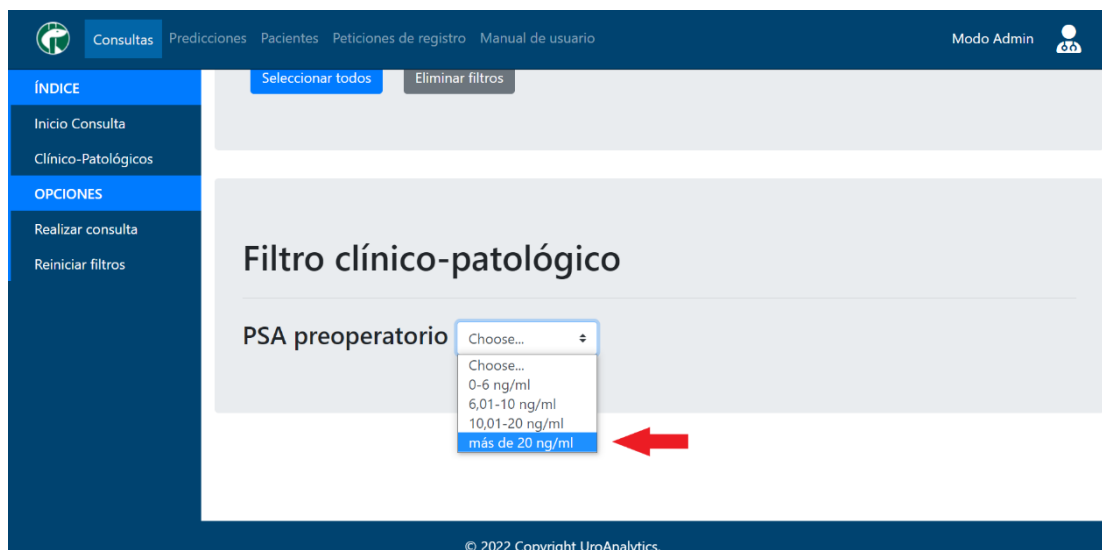 Consultas Predicciones Pacientes Peticiones de registro Manual de usuario Modo Admin
ÍNDICE
Inicio Consulta
Clínico-Patológicos
OPCIONES
Realizar consulta
Reiniciar filtros
Seleccionar todos Eliminar filtros
Filtro clínico-patológico
PSA preoperatorio Choose...
Choose...
0-6 ng/ml
6,01-10 ng/ml
10,01-20 ng/ml
más de 20 ng/ml
© 2022 Copyright UroAnalytics.